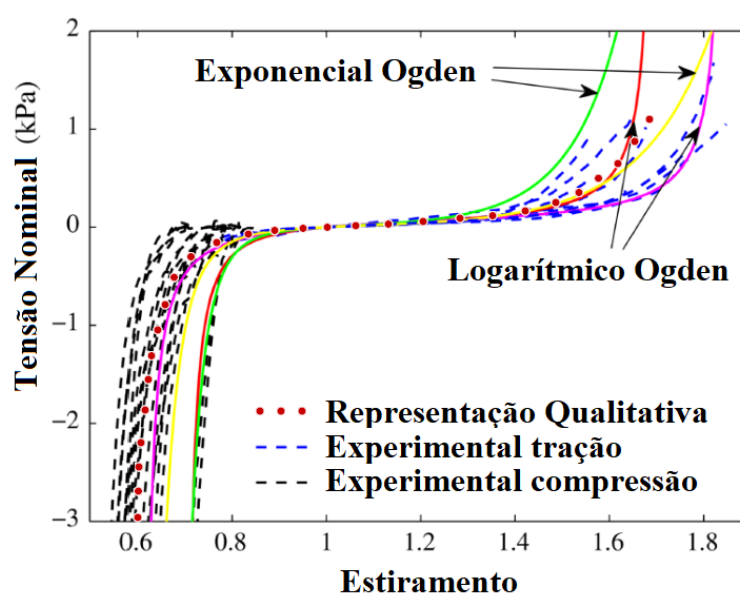 2
Exponencial Ogden
1
Tensão Nominal (kPa)
0
Logarítmico Ogden
−1
Representação Qualitativa
−2
Experimental tração
Experimental compressão
−3
0.6 0.8 1 1.2 1.4 1.6 1.8
Estiramento